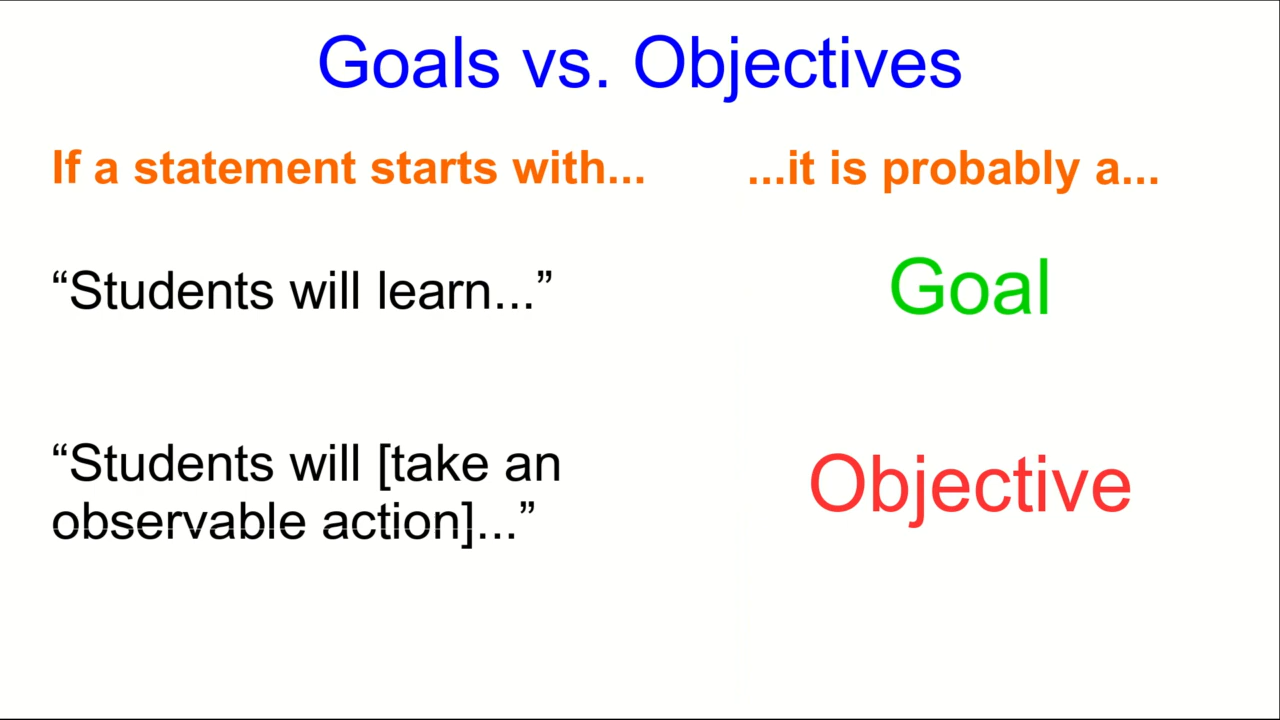 Goals vs. Objectives
If a statement starts with...
...it is probably a...
“Students will learn...”
Goal
“Students will [take an
observable action]...”
Objective